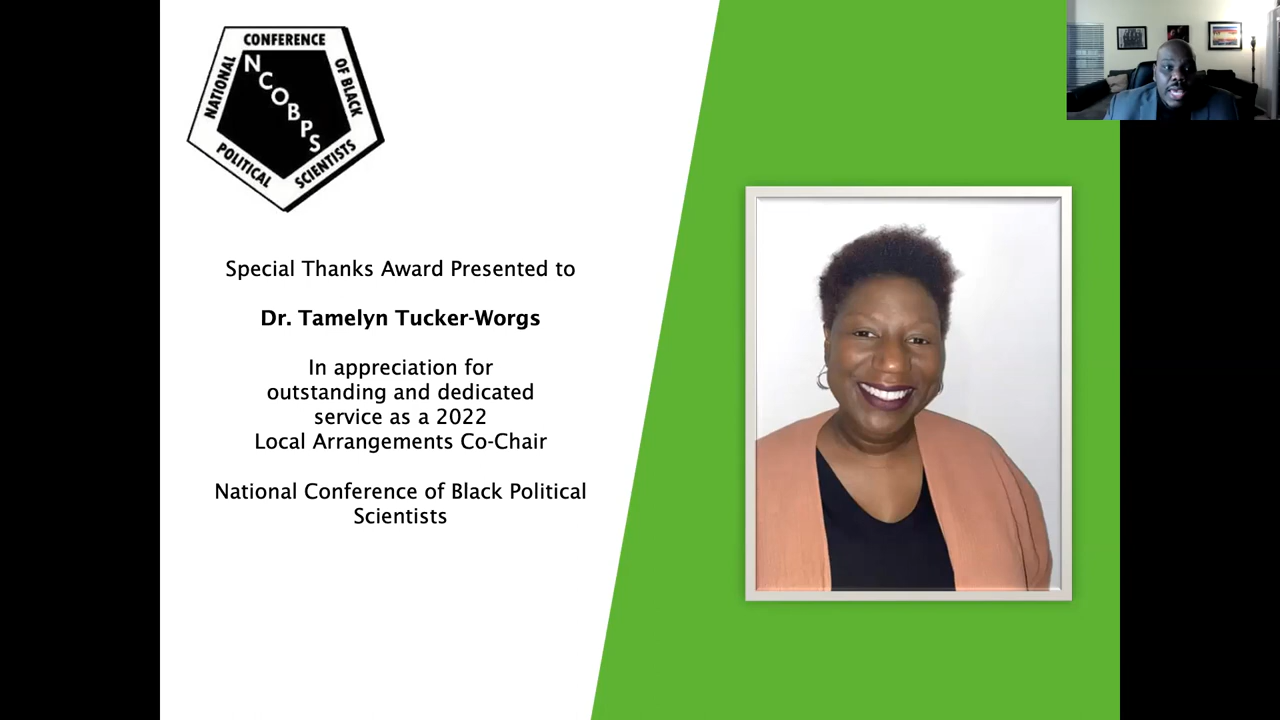 NATIONAL
CONFERENCE
OF BLACK
POLITICAL
SCIENTISTS
NCOBPS
Special Thanks Award Presented to
Dr. Tamelyn Tucker-Worgs
In appreciation for
outstanding and dedicated
service as a 2022
Local Arrangements Co-Chair
National Conference of Black Political
Scientists